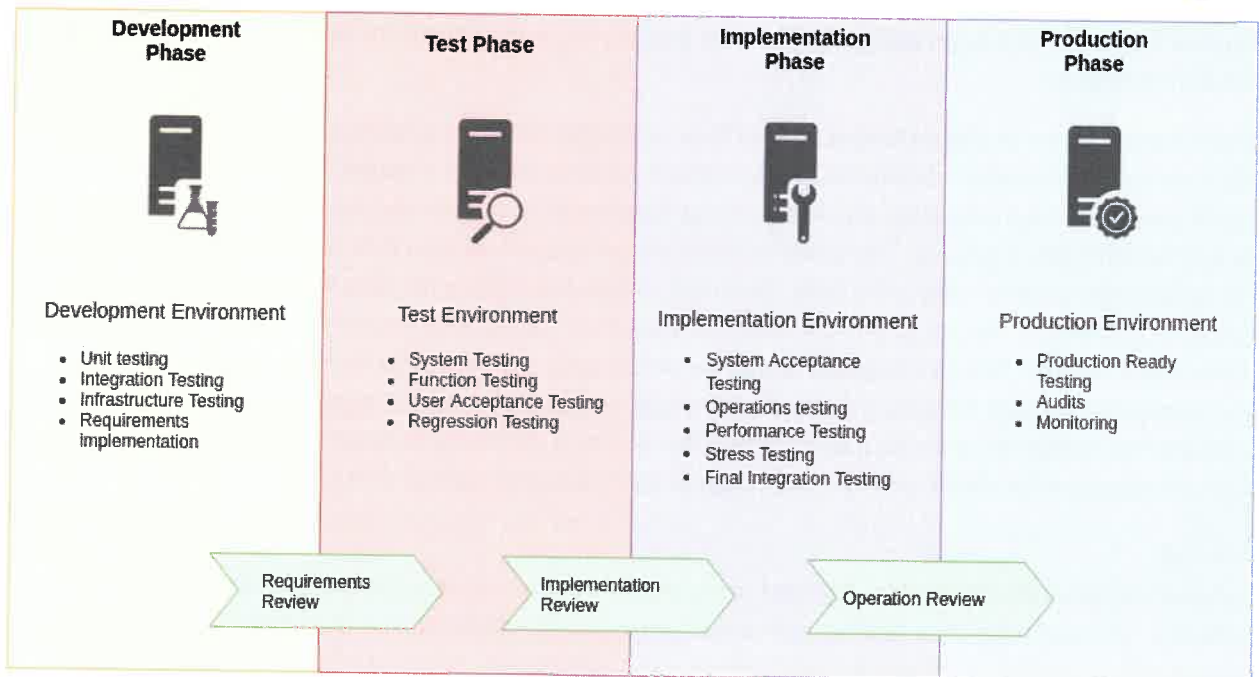 Development
Phase
Test Phase
Implementation
Phase
Production
Phase
Development Environment
• Unit testing
• Integration Testing
• Infrastructure Testing
• Requirements
implementation
Test Environment
• System Testing
• Function Testing
• User Acceptance Testing
• Regression Testing
Implementation Environment
• System Acceptance
Testing
• Operations testing
• Performance Testing
• Stress Testing
• Final Integration Testing
Production Environment
• Production Ready
Testing
• Audits
• Monitoring
Requirements
Review
Implementation
Review
Operation Review